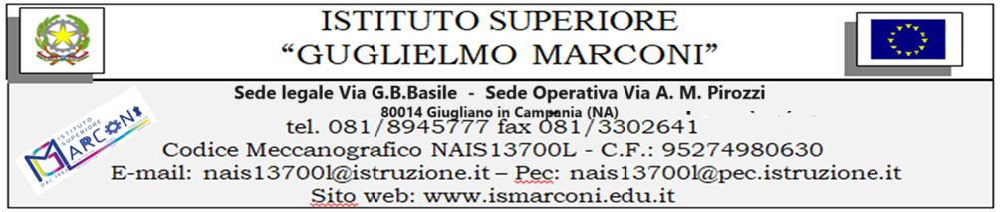 ISTITUTO SUPERIORE
“GUGLIELMO MARCONI”
Sede legale Via G.B.Basile - Sede Operativa Via A. M. Pirozzi
80014 Giugliano in Campania (NA)
tel. 081/8945777 fax 081/3302641
Codice Meccanografico NAIS13700L - C.F.: 95274980630
E-mail: nais13700l@istruzione.it – Pec: nais13700l@pec.istruzione.it
Sito web: www.ismarconi.edu.it
ISTITUTO
SUPERIORE
MARCONI